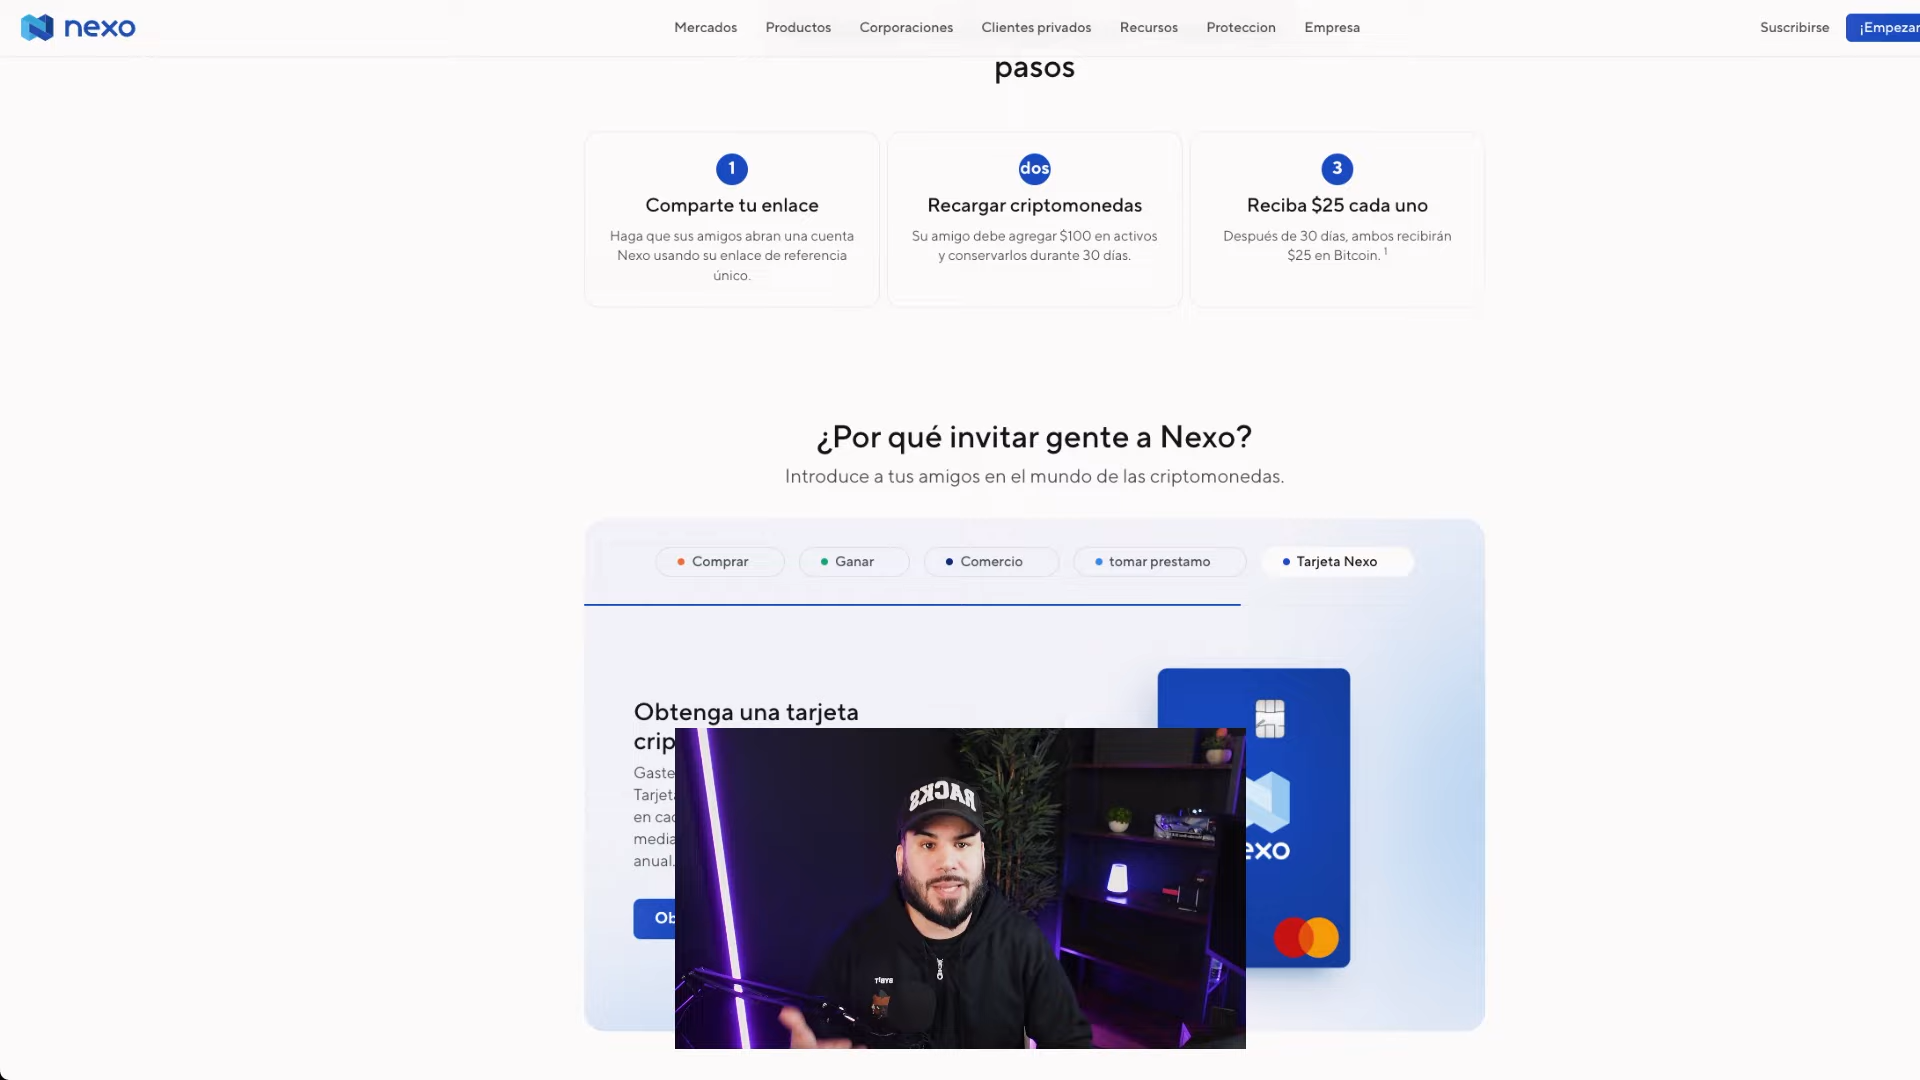 nexo
Mercados
Productos
Corporaciones
Clientes privados
Recursos
Proteccion
Empresa
Suscribirse
¡Empezar
pasos
1
Comparte tu enlace
Haga que sus amigos abran una cuenta
Nexo usando su enlace de referencia
único.
dos
Recargar criptomonedas
Su amigo debe agregar $100 en activos
y conservarlos durante 30 días.
3
Reciba $25 cada uno
Después de 30 días, ambos recibirán
$25 en Bitcoin. 1
¿Por qué invitar gente a Nexo?
Introduce a tus amigos en el mundo de las criptomonedas.
Comprar
Ganar
Comercio
tomar prestamo
Tarjeta Nexo
Obtenga una tarjeta
crip
Gaste
Tarjeta
en cad
media
anual.
Ob
exo
RACKS